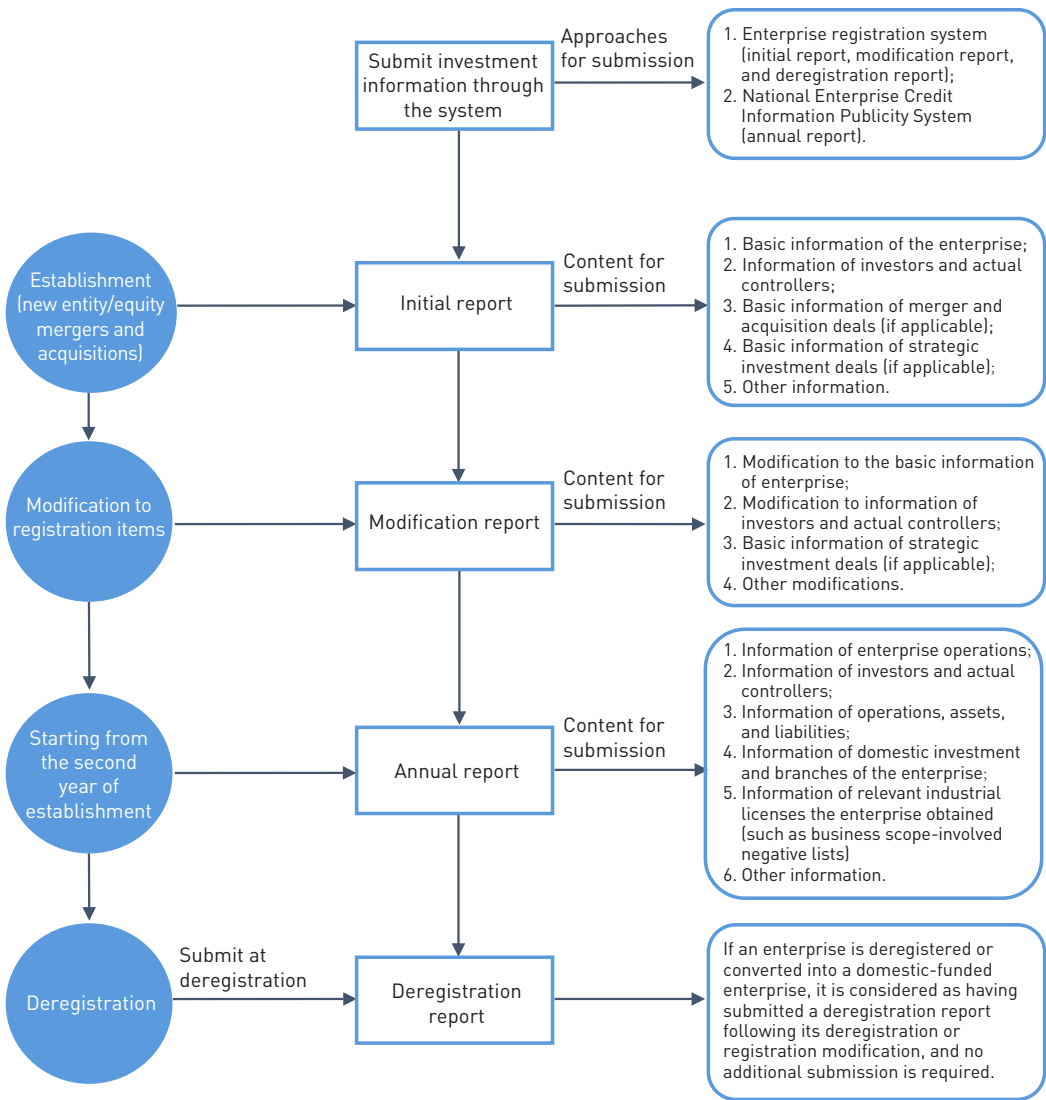 Submit investment
information through
the system
Approaches
for submission
1. Enterprise registration system
(initial report, modification report,
and deregistration report);
2. National Enterprise Credit
Information Publicity System
(annual report).
Establishment
(new entity/equity
mergers and
acquisitions)
Initial report
Content for
submission
1. Basic information of the enterprise;
2. Information of investors and actual
controllers;
3. Basic information of merger and
acquisition deals (if applicable);
4. Basic information of strategic
investment deals (if applicable);
5. Other information.
Modification to
registration items
Modification report
Content for
submission
1. Modification to the basic information
of enterprise;
2. Modification to information of
investors and actual controllers;
3. Basic information of strategic
investment deals (if applicable);
4. Other modifications.
Starting from
the second
year of
establishment
Annual report
Content for
submission
1. Information of enterprise operations;
2. Information of investors and actual
controllers;
3. Information of operations, assets,
and liabilities;
4. Information of domestic investment
and branches of the enterprise;
5. Information of relevant industrial
licenses the enterprise obtained
(such as business scope-involved
negative lists)
6. Other information.
Deregistration
Submit at
deregistration
Deregistration
report
If an enterprise is deregistered or
converted into a domestic-funded
enterprise, it is considered as having
submitted a deregistration report
following its deregistration or
registration modification, and no
additional submission is required.